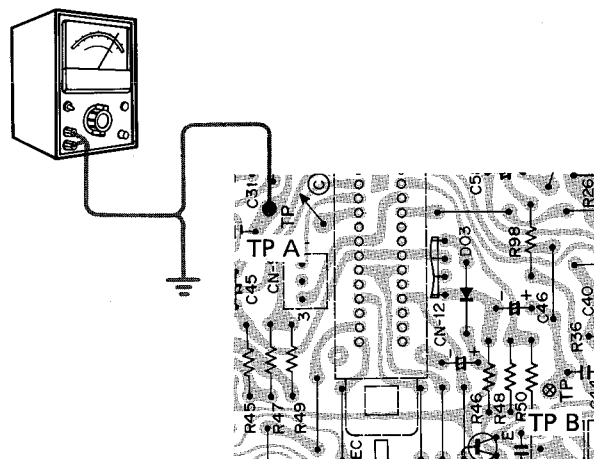 C31
TP
C
TP A
CN-
C45
3
R45
R47
R49
EC
C5
D03
R98
R26
CN-12
C46
C40
R36
R46
R48
R50
E
TP
TP B